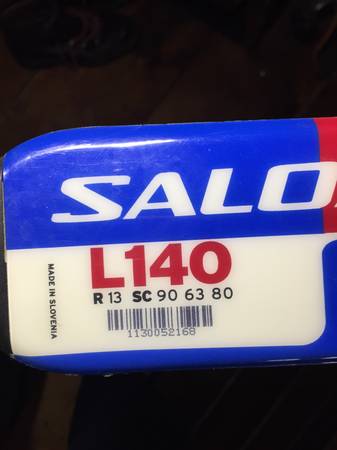 SALO
L140
R 13 SC 90 63 80
1130052168
MADE IN SLOVENIA